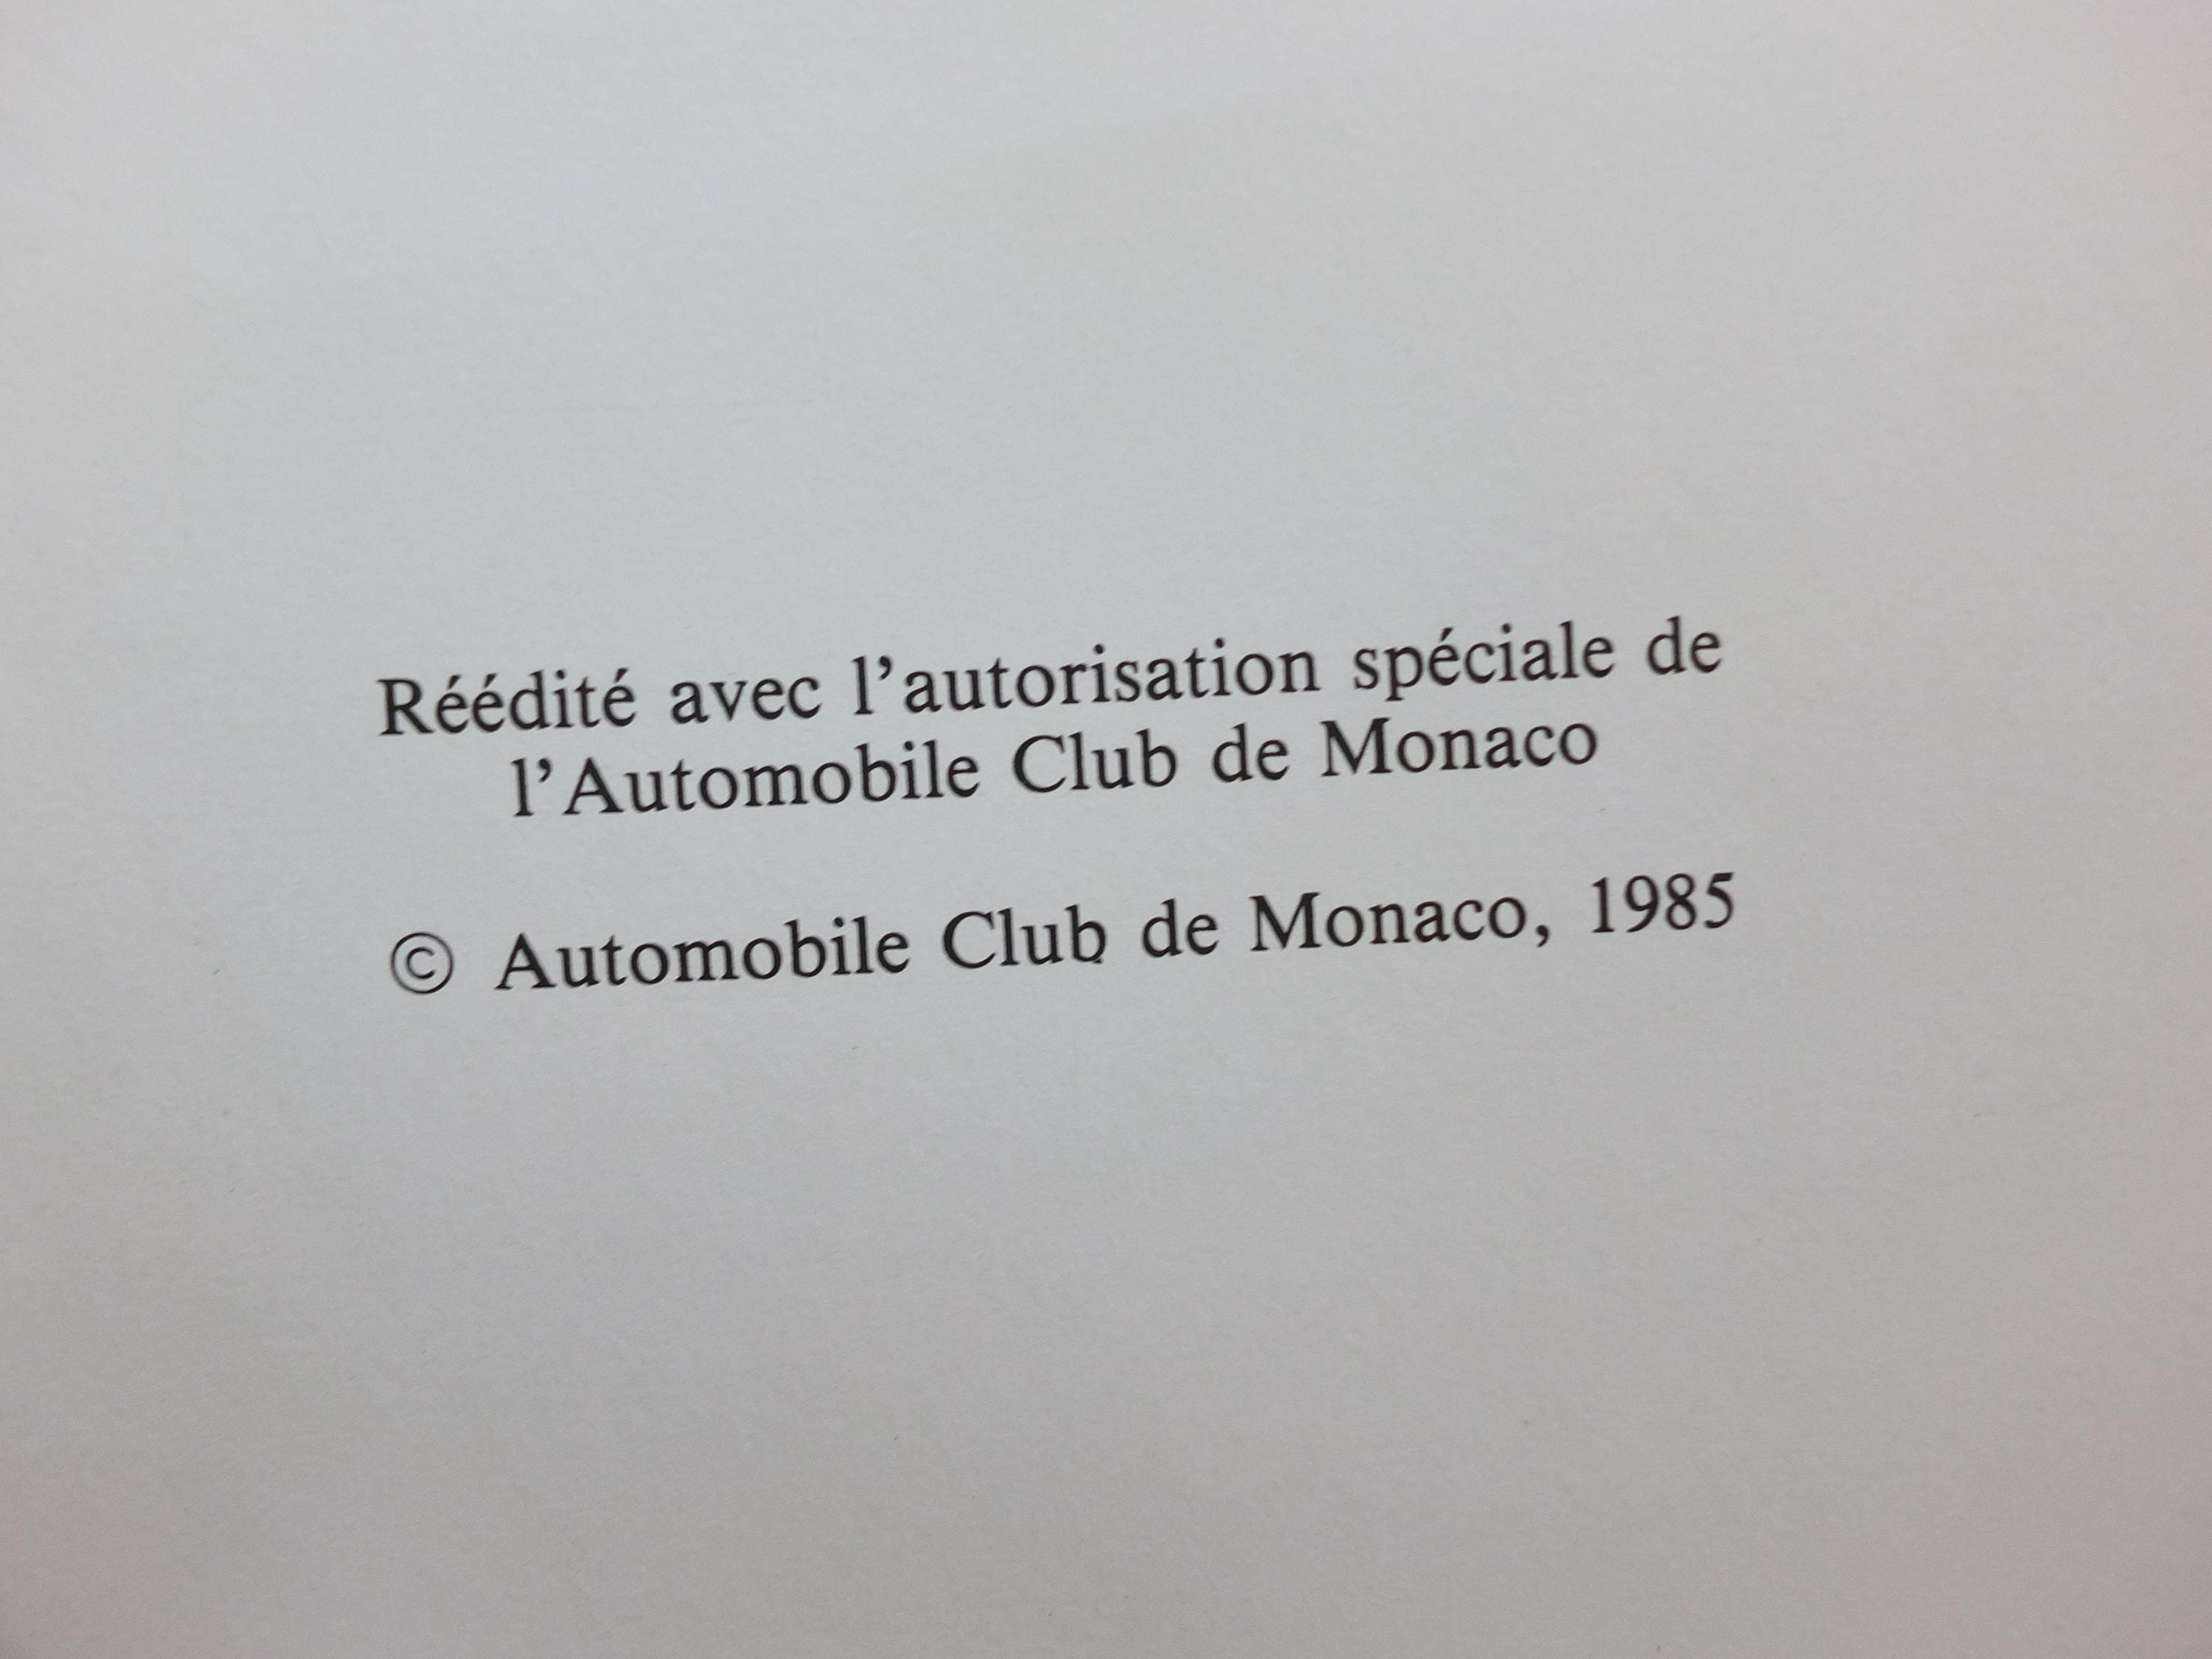 Réédité avec l’autorisation spéciale de
l’Automobile Club de Monaco
© Automobile Club de Monaco, 1985